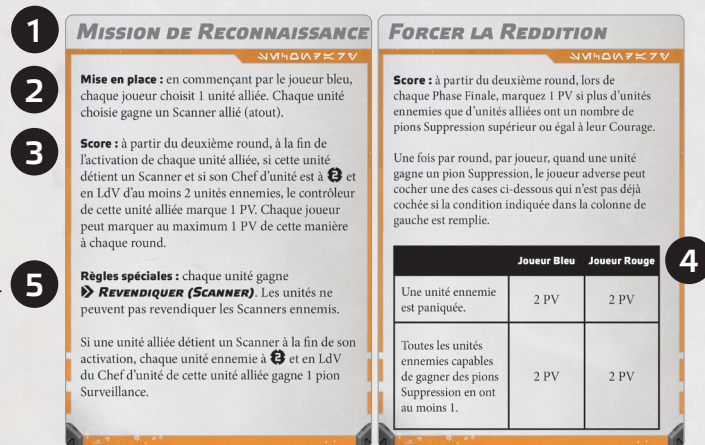 1
MISSION DE RECONNAISSANCE
2
Mise en place : en commençant par le joueur bleu,
chaque joueur choisit 1 unité alliée. Chaque unité
choisie gagne un Scanner allié (atout).
3
Score : à partir du deuxième round, à la fin de
l'activation de chaque unité alliée, si cette unité
détient un Scanner et si son Chef d'unité est à 2 et
en LdV d'au moins 2 unités ennemies, le contrôleur
de cette unité alliée marque 1 PV. Chaque joueur
peut marquer au maximum 1 PV de cette manière
à chaque round.
5
Règles spéciales : chaque unité gagne
REVENDIQUER (SCANNER). Les unités ne
peuvent pas revendiquer les Scanners ennemis.
Si une unité alliée détient un Scanner à la fin de son
activation, chaque unité ennemie à 2 et en LdV
du Chef d'unité de cette unité alliée gagne 1 pion
Surveillance.
FORCER LA REDDITION
Score : à partir du deuxième round, lors de
chaque Phase Finale, marquez 1 PV si plus d'unités
ennemies que d'unités alliées ont un nombre de
pions Suppression supérieur ou égal à leur Courage.
Une fois par round, par joueur, quand une unité
gagne un pion Suppression, le joueur adverse peut
cocher une des cases ci-dessous qui n'est pas déjà
cochée si la condition indiquée dans la colonne de
gauche est remplie.
4
Joueur Bleu Joueur Rouge
Une unité ennemie
est paniquée.
2 PV 2 PV
Toutes les unités
ennemies capables
de gagner des pions
Suppression en ont
au moins 1.
2 PV 2 PV